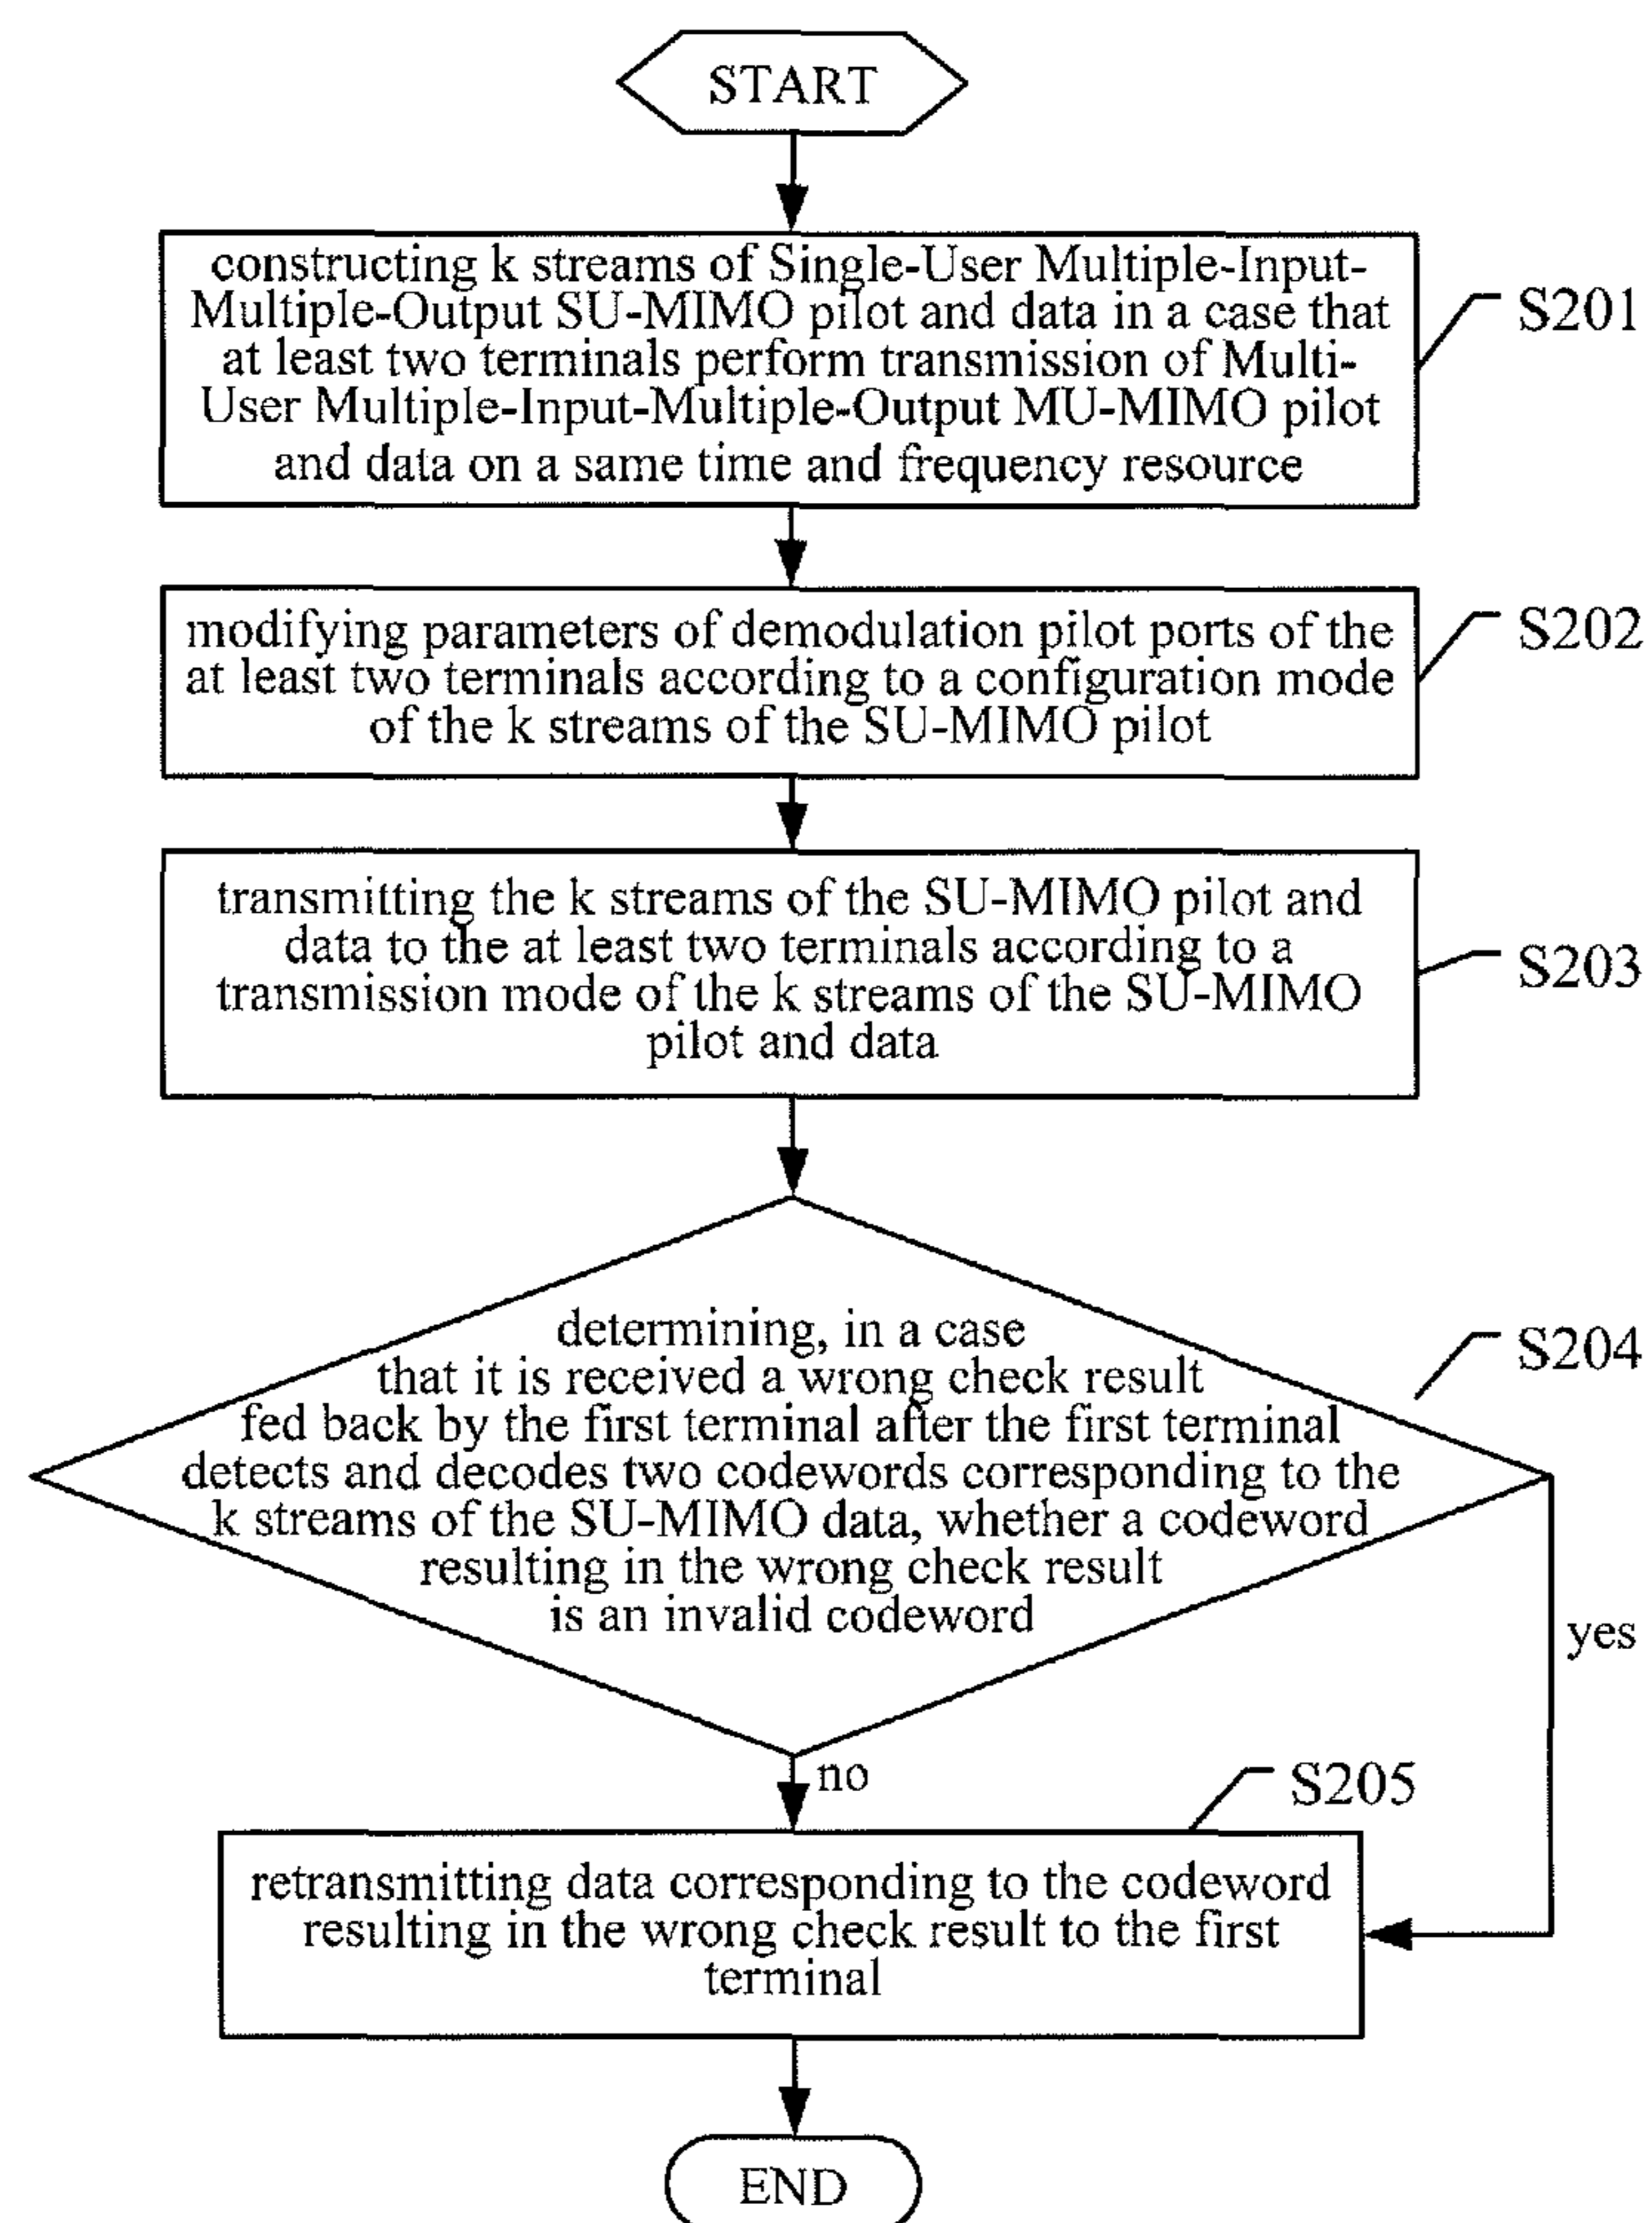 START
constructing k streams of Single-User Multiple-Input-
Multiple-Output SU-MIMO pilot and data in a case that
at least two terminals perform transmission of Multi-
User Multiple-Input-Multiple-Output MU-MIMO pilot
and data on a same time and frequency resource
S201
modifying parameters of demodulation pilot ports of the
at least two terminals according to a configuration mode
of the k streams of the SU-MIMO pilot
S202
transmitting the k streams of the SU-MIMO pilot and
data to the at least two terminals according to a
transmission mode of the k streams of the SU-MIMO
pilot and data
S203
determining, in a case
that it is received a wrong check result
fed back by the first terminal after the first terminal
detects and decodes two codewords corresponding to the
k streams of the SU-MIMO data, whether a codeword
resulting in the wrong check result
is an invalid codeword
S204
yes
no
S205
retransmitting data corresponding to the codeword
resulting in the wrong check result to the first
terminal
END